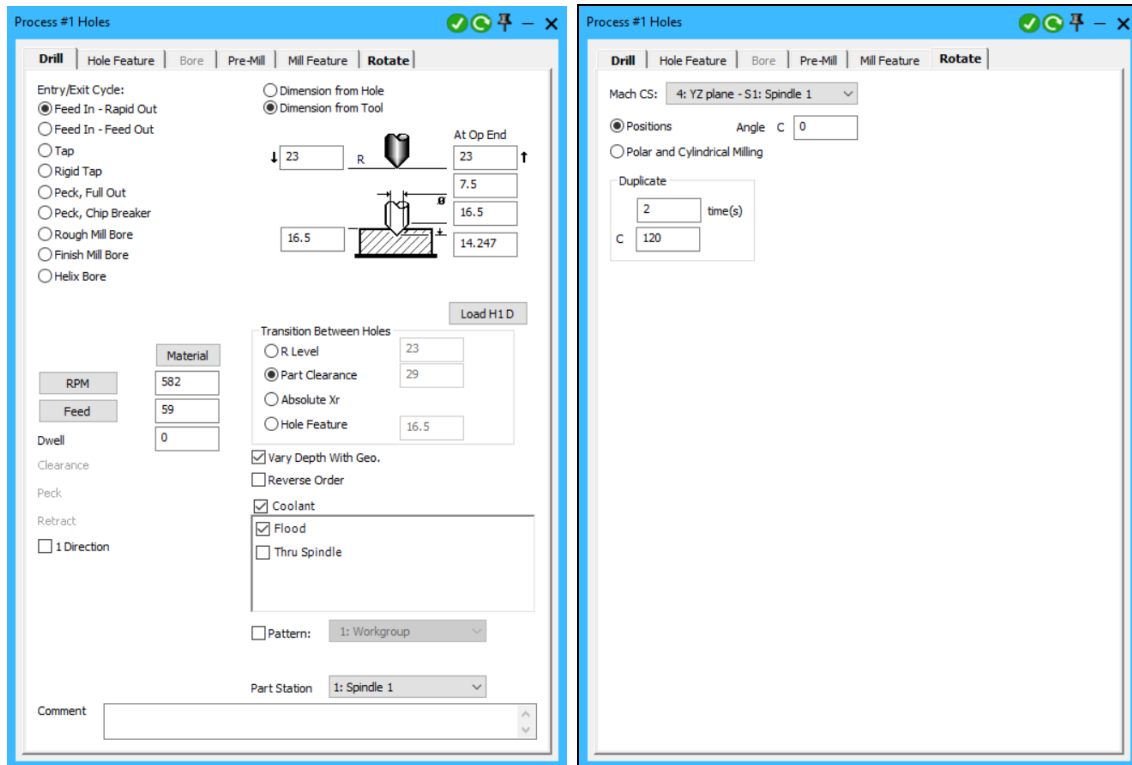 Process #1 Holes
Drill Hole Feature Bore Pre-Mill Mill Feature Rotate
Entry/Exit Cycle:
Feed In - Rapid Out
Feed In - Feed Out
Tap
Rigid Tap
Peck, Full Out
Peck, Chip Breaker
Rough Mill Bore
Finish Mill Bore
Helix Bore
Dimension from Hole
Dimension from Tool
At Op End
23 R 23
7.5
ø
16.5
16.5 14.247
Load H1 D
Material
RPM 582
Feed 59
Dwell 0
Clearance
Peck
Retract
1 Direction
Transition Between Holes
R Level 23
Part Clearance 29
Absolute Xr
Hole Feature 16.5
Vary Depth With Geo.
Reverse Order
Coolant
Flood
Thru Spindle
Pattern: 1: Workgroup
Part Station 1: Spindle 1
Comment
Process #1 Holes
Drill Hole Feature Bore Pre-Mill Mill Feature Rotate
Mach CS: 4: YZ plane - S1: Spindle 1
Positions Angle C 0
Polar and Cylindrical Milling
Duplicate
2 time(s)
C 120